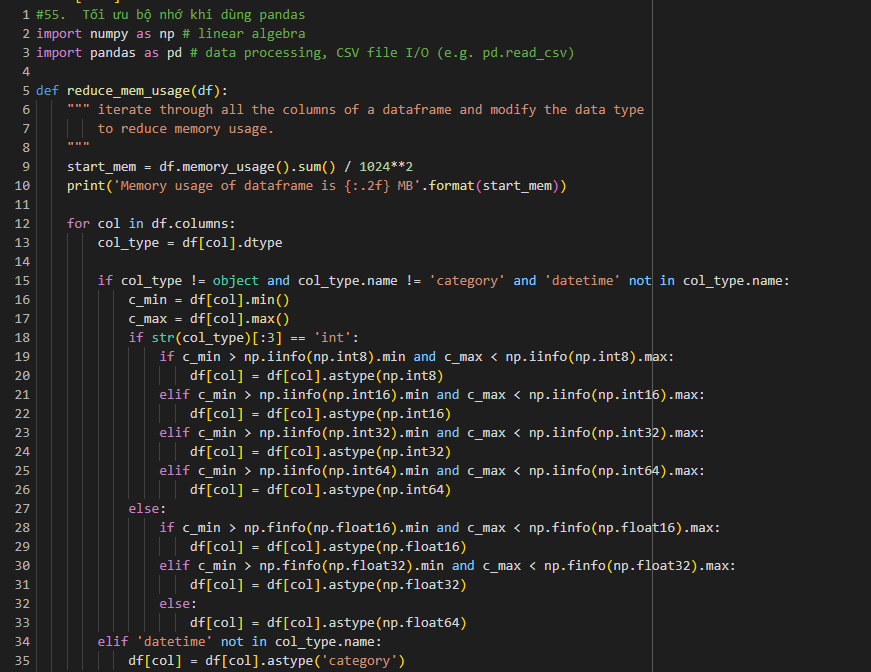 1 #55.  Tối ưu bộ nhớ khi dùng pandas
2 import numpy as np # linear algebra
3 import pandas as pd # data processing, CSV file I/O (e.g. pd.read_csv)
4
5 def reduce_mem_usage(df):
6     """ iterate through all the columns of a dataframe and modify the data type
7         to reduce memory usage.
8     """
9     start_mem = df.memory_usage().sum() / 1024**2
10     print('Memory usage of dataframe is {:.2f} MB'.format(start_mem))
11
12     for col in df.columns:
13         col_type = df[col].dtype
14
15         if col_type != object and col_type.name != 'category' and 'datetime' not in col_type.name:
16             c_min = df[col].min()
17             c_max = df[col].max()
18             if str(col_type)[:3] == 'int':
19                 if c_min > np.iinfo(np.int8).min and c_max < np.iinfo(np.int8).max:
20                     df[col] = df[col].astype(np.int8)
21                 elif c_min > np.iinfo(np.int16).min and c_max < np.iinfo(np.int16).max:
22                     df[col] = df[col].astype(np.int16)
23                 elif c_min > np.iinfo(np.int32).min and c_max < np.iinfo(np.int32).max:
24                     df[col] = df[col].astype(np.int32)
25                 elif c_min > np.iinfo(np.int64).min and c_max < np.iinfo(np.int64).max:
26                     df[col] = df[col].astype(np.int64)
27             else:
28                 if c_min > np.finfo(np.float16).min and c_max < np.finfo(np.float16).max:
29                     df[col] = df[col].astype(np.float16)
30                 elif c_min > np.finfo(np.float32).min and c_max < np.finfo(np.float32).max:
31                     df[col] = df[col].astype(np.float32)
32                 else:
33                     df[col] = df[col].astype(np.float64)
34         elif 'datetime' not in col_type.name:
35             df[col] = df[col].astype('category')